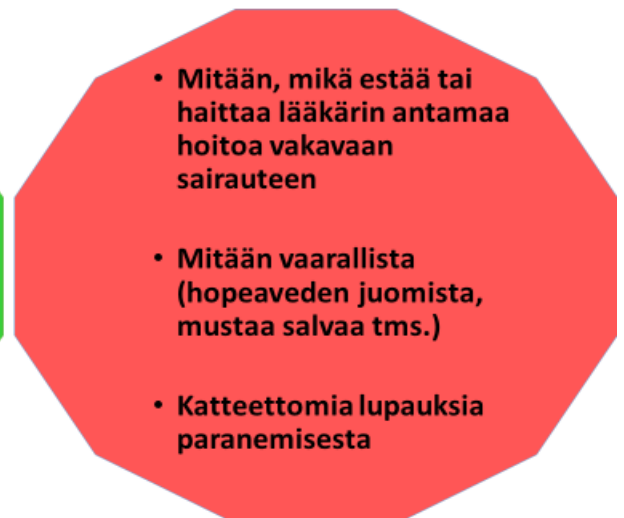 • Mitään, mikä estää tai
haittaa lääkärin antamaa
hoitoa vakavaan
sairauteen
• Mitään vaarallista
(hopeaveden juomista,
mustaa salvaa tms.)
• Katteettomia lupauksia
paranemisesta